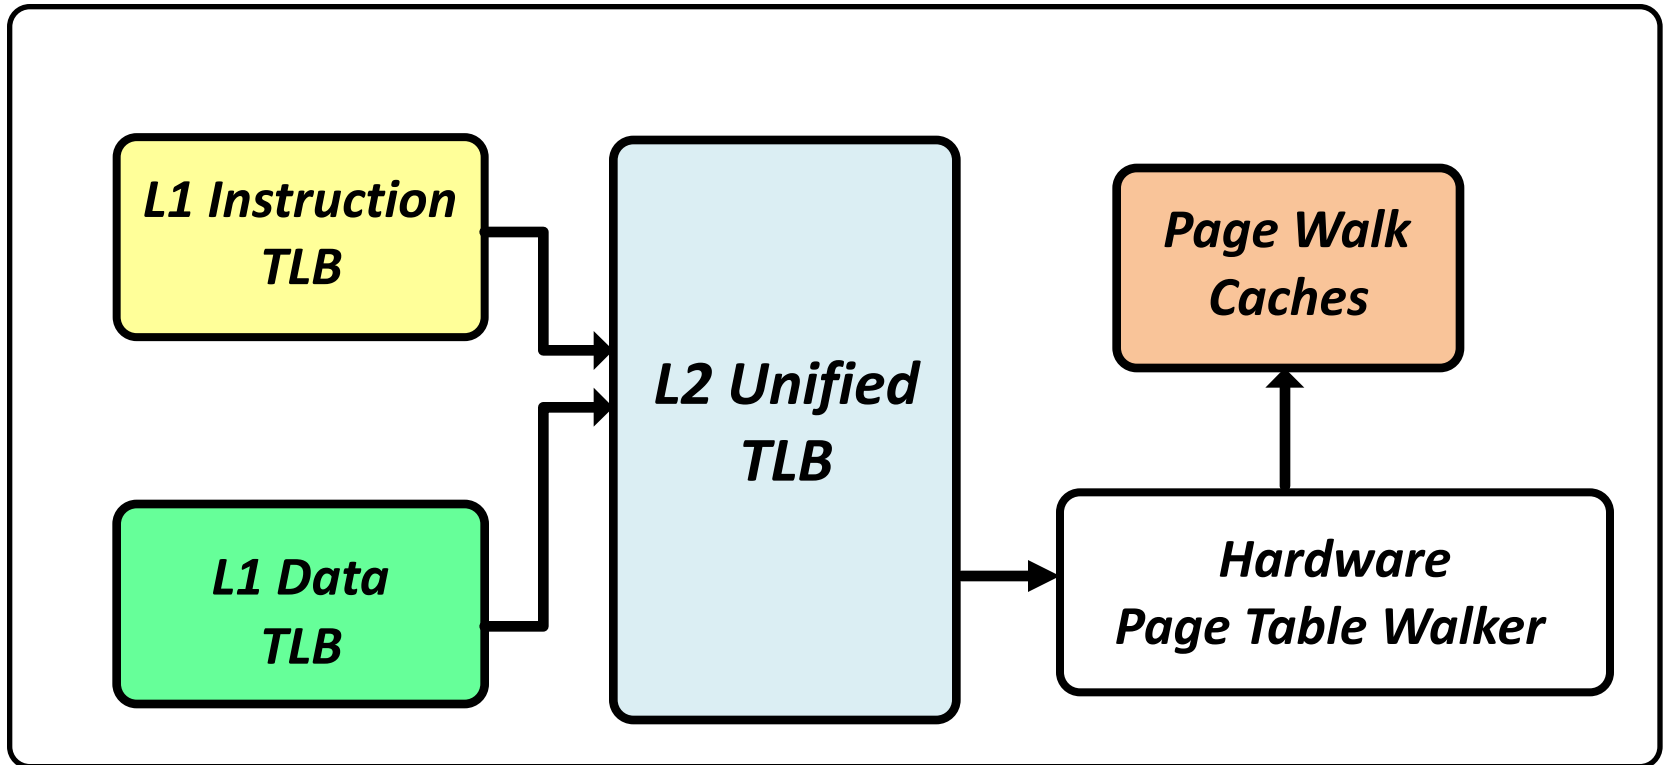 L1 Instruction
TLB
L1 Data
TLB
L2 Unified
TLB
Page Walk
Caches
Hardware
Page Table Walker